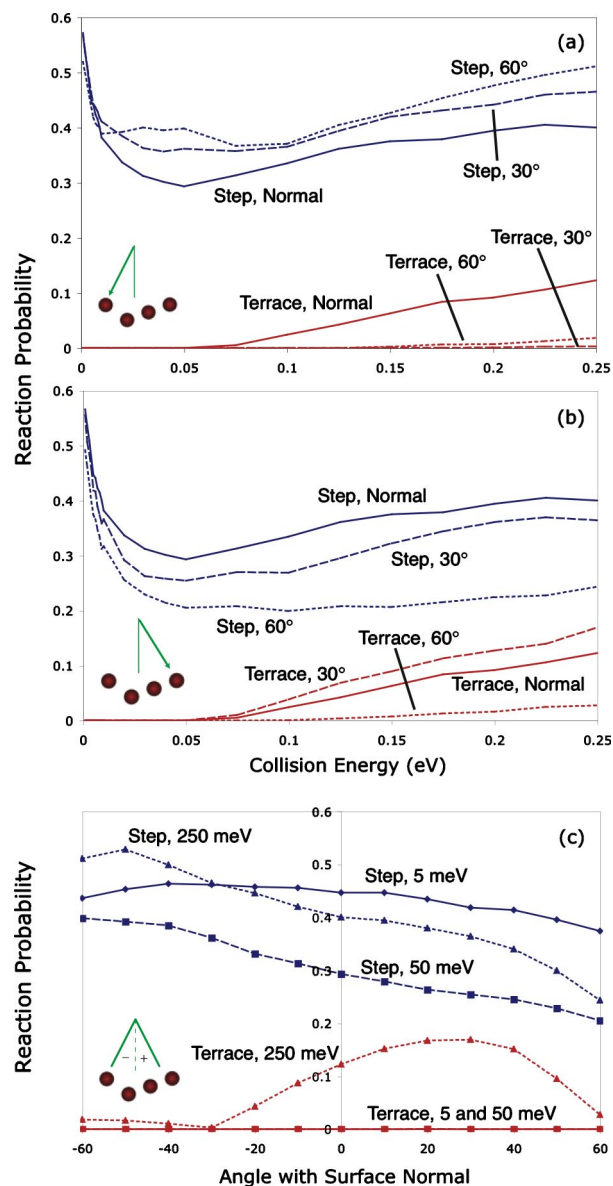 (a)
0.6
0.5
0.4
0.3
0.2
0.1
0
Step, 60°
Step, 30°
Step, Normal
Terrace, 30°
Terrace, 60°
Terrace, Normal
0 0.05 0.1 0.15 0.2 0.25
Reaction Probability
(b)
0.6
0.5
0.4
0.3
0.2
0.1
0
Step, Normal
Step, 30°
Step, 60°
Terrace, 60°
Terrace, 30°
Terrace, Normal
0 0.05 0.1 0.15 0.2 0.25
Collision Energy (eV)
(c)
0.6
0.5
0.4
0.3
0.2
0.1
0
Step, 250 meV
Step, 5 meV
Step, 50 meV
Terrace, 250 meV
− +
Terrace, 5 and 50 meV
-60 -40 -20 0 20 40 60
Reaction Probability
Angle with Surface Normal